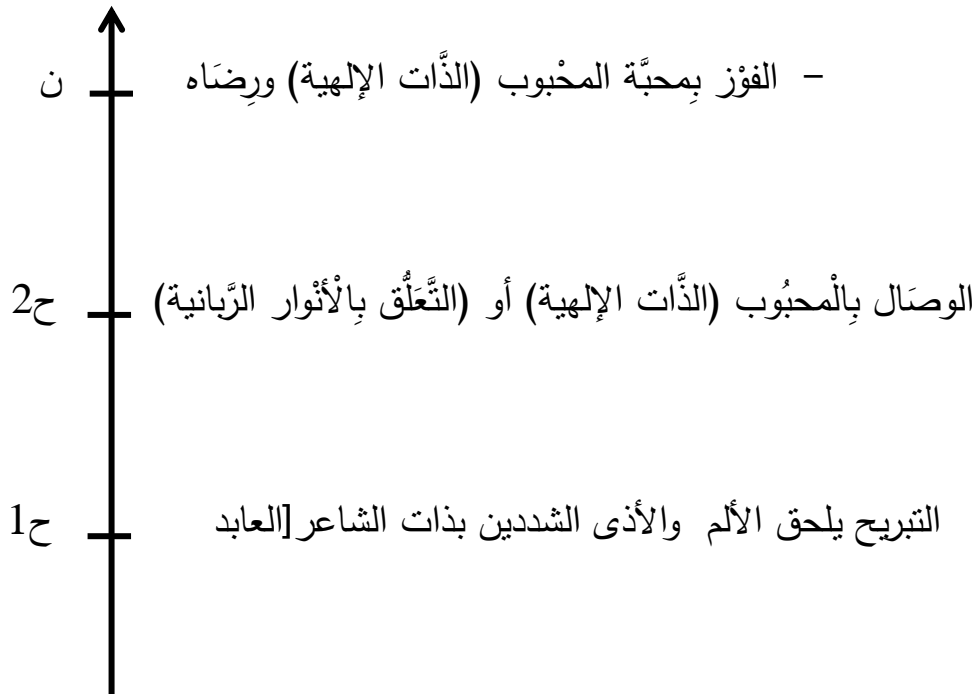 ن - الفوْز بِمحبَّة المحْبوب (الذَّات الإلهية) ورِضَاه
ح2 الوصَال بِالْمحبُوب (الذَّات الإلهية) أو (التَّعَلُّق بِالْأنْوار الرَّبانية)
ح1 التبريح يلحق الألم والأذى الشددين بذات الشاعر [العابد